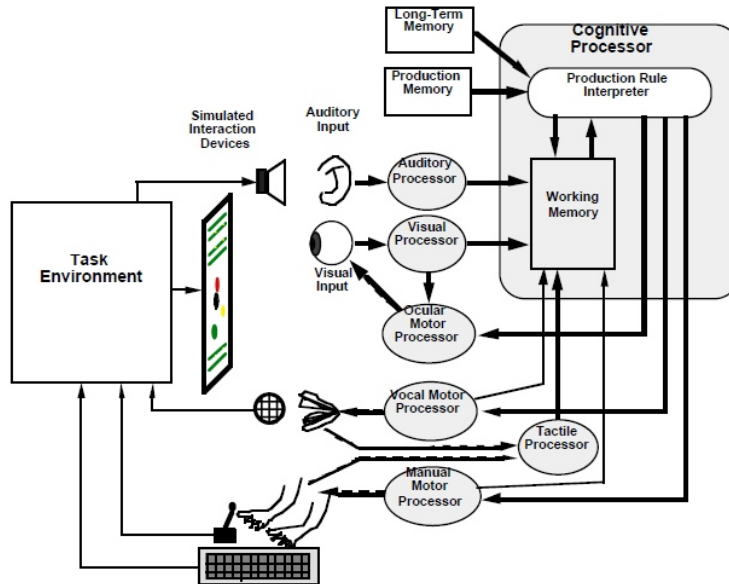 Long-Term
Memory
Cognitive
Processor
Production
Memory
Production Rule
Interpreter
Simulated
Interaction
Devices
Auditory
Input
Auditory
Processor
Working
Memory
Visual
Processor
Task
Environment
Visual
Input
Ocular
Motor
Processor
Vocal Motor
Processor
Tactile
Processor
Manual
Motor
Processor